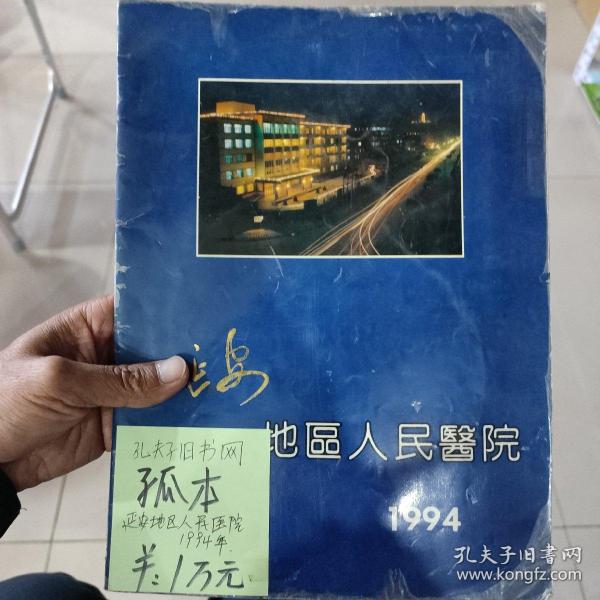 延安
地區人民醫院
1994
孔夫子旧书网
孤本
延安地区人民医院
1994年
¥:1万元
孔夫子旧书网
www.kongfz.com